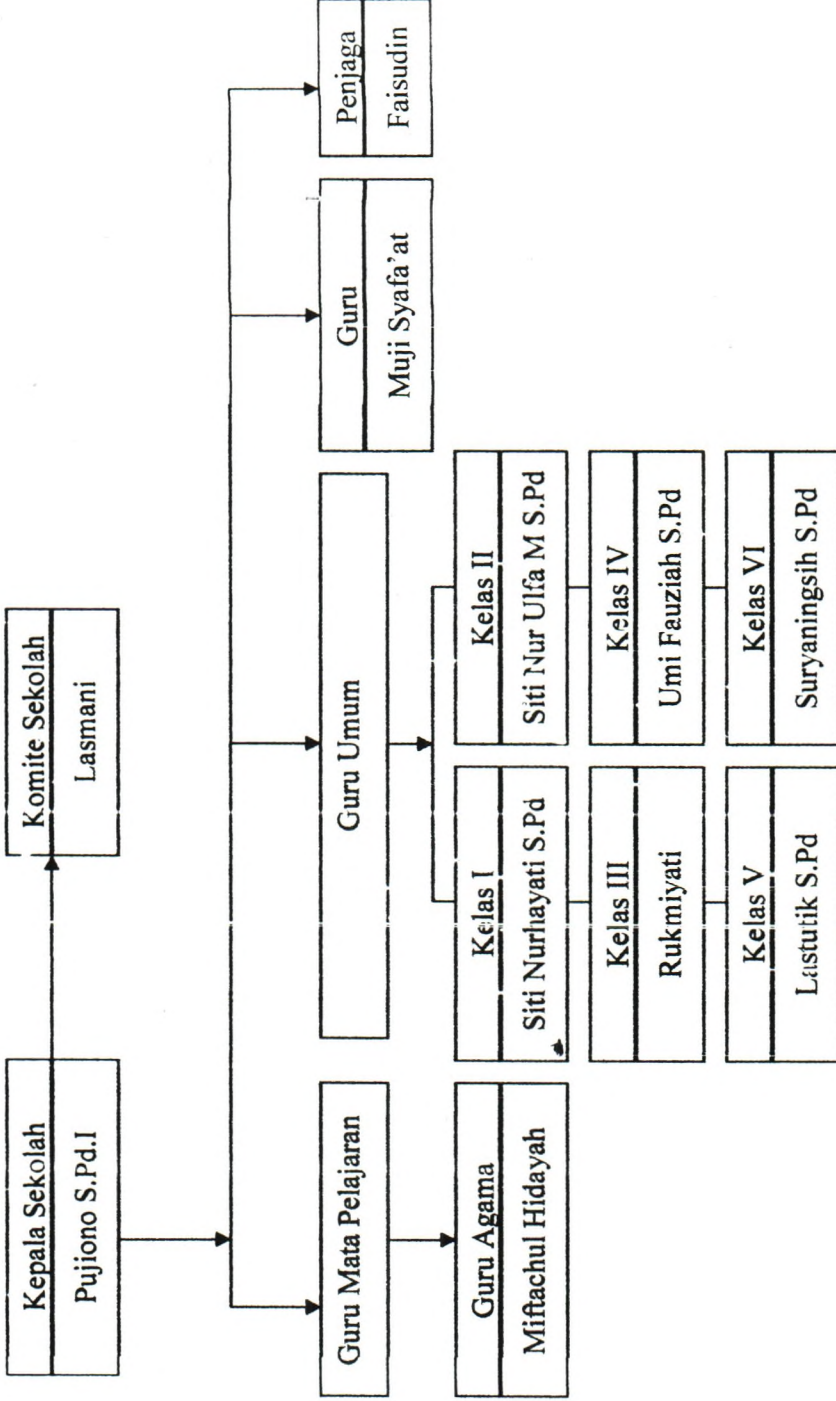 Kepala Sekolah
Pujiono S.Pd.I
Komite Sekolah
Lasmani
Guru Mata Pelajaran
Guru Umum
Guru
Muji Syafa'at
Penjaga
Faisudin
Guru Agama
Miftachul Hidayah
Kelas I
Siti Nurhayati S.Pd
Kelas II
Siti Nur Ulfa M S.Pd
Kelas III
Rukmiyati
Kelas IV
Umi Fauziah S.Pd
Kelas V
Lastutik S.Pd
Kelas VI
Suryaningsih S.Pd